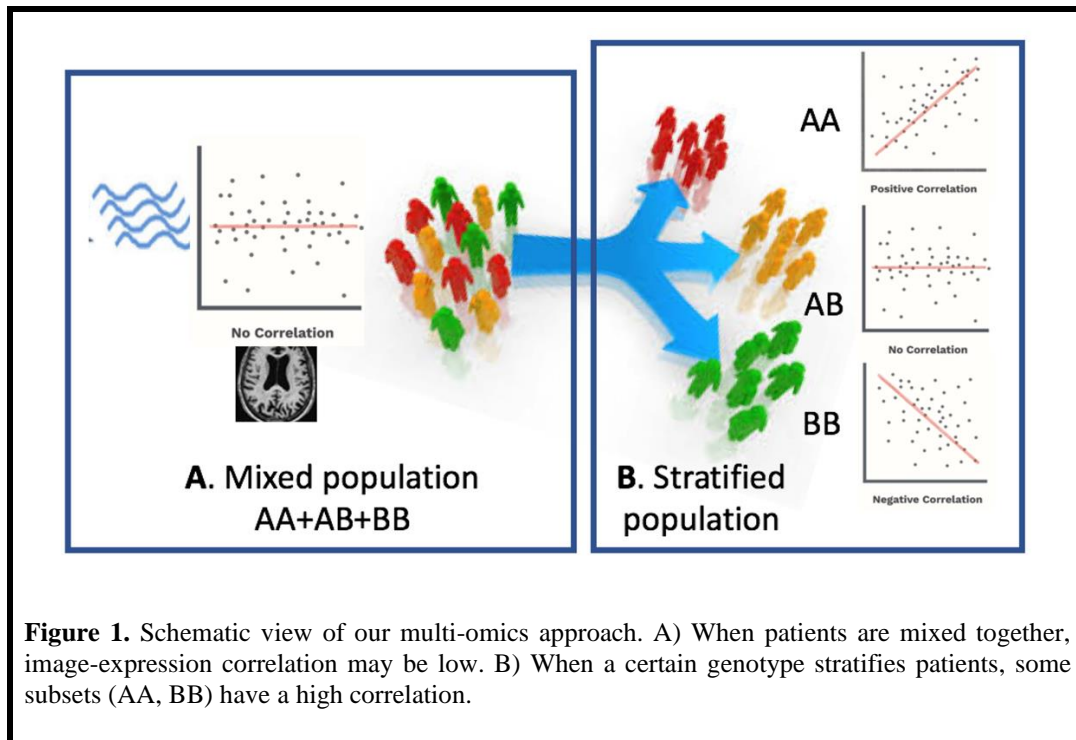 No Correlation
A. Mixed population
AA+AB+BB
AA
Positive Correlation
AB
No Correlation
BB
Negative Correlation
B. Stratified
population
Figure 1. Schematic view of our multi-omics approach. A) When patients are mixed together,
image-expression correlation may be low. B) When a certain genotype stratifies patients, some
subsets (AA, BB) have a high correlation.